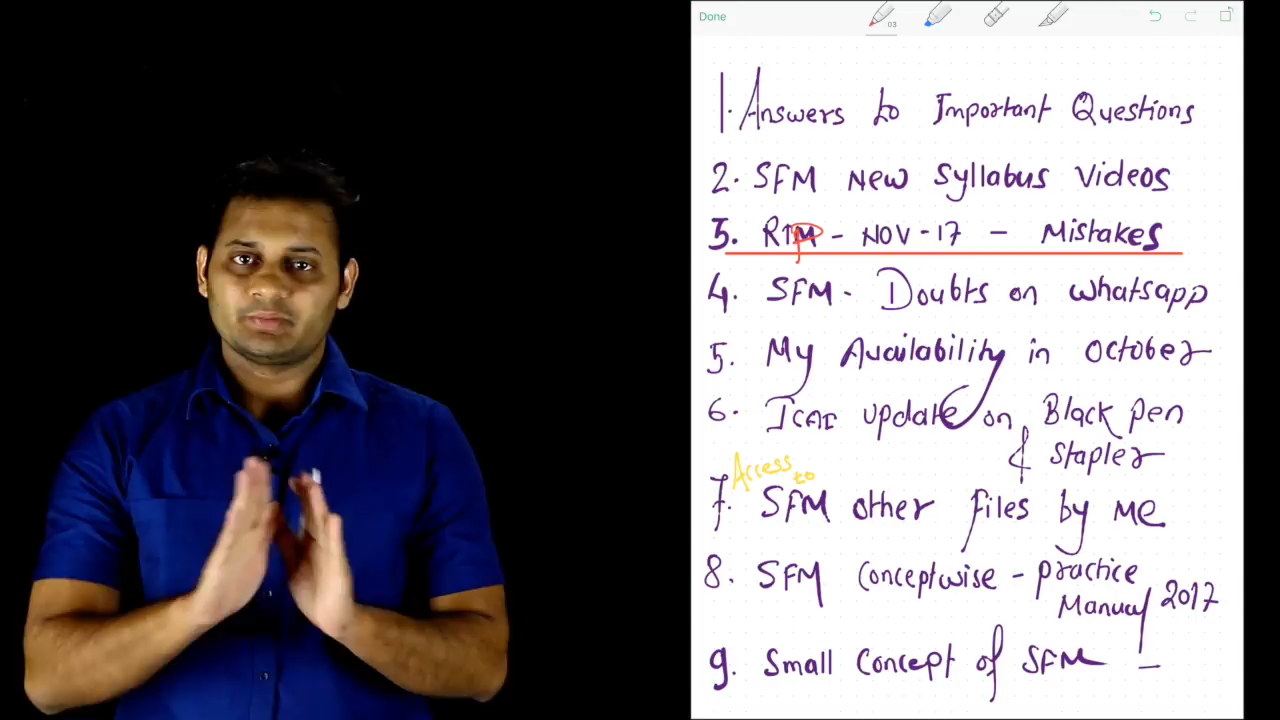 Done
03
1. Answers to Important Questions
2. SFM New Syllabus Videos
3. RTP - NOV-17 - Mistakes
4. SFM - Doubts on whatsapp
5. My Availability in October
6. ICAI update on Black pen
& Stapler
Access to
7. SFM other files by ME
8. SFM Conceptwise - practice
Manual 2017
9. Small Concept of SFM -